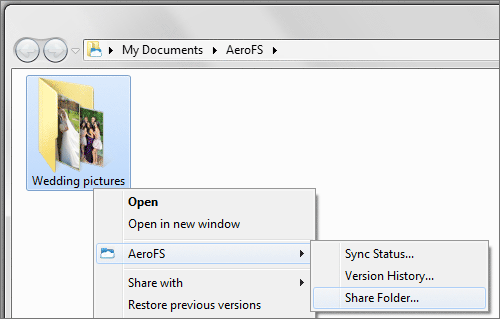 My Documents AeroFS
Wedding pictures
Open
Open in new window
AeroFS
Share with
Restore previous versions
Sync Status...
Version History...
Share Folder...